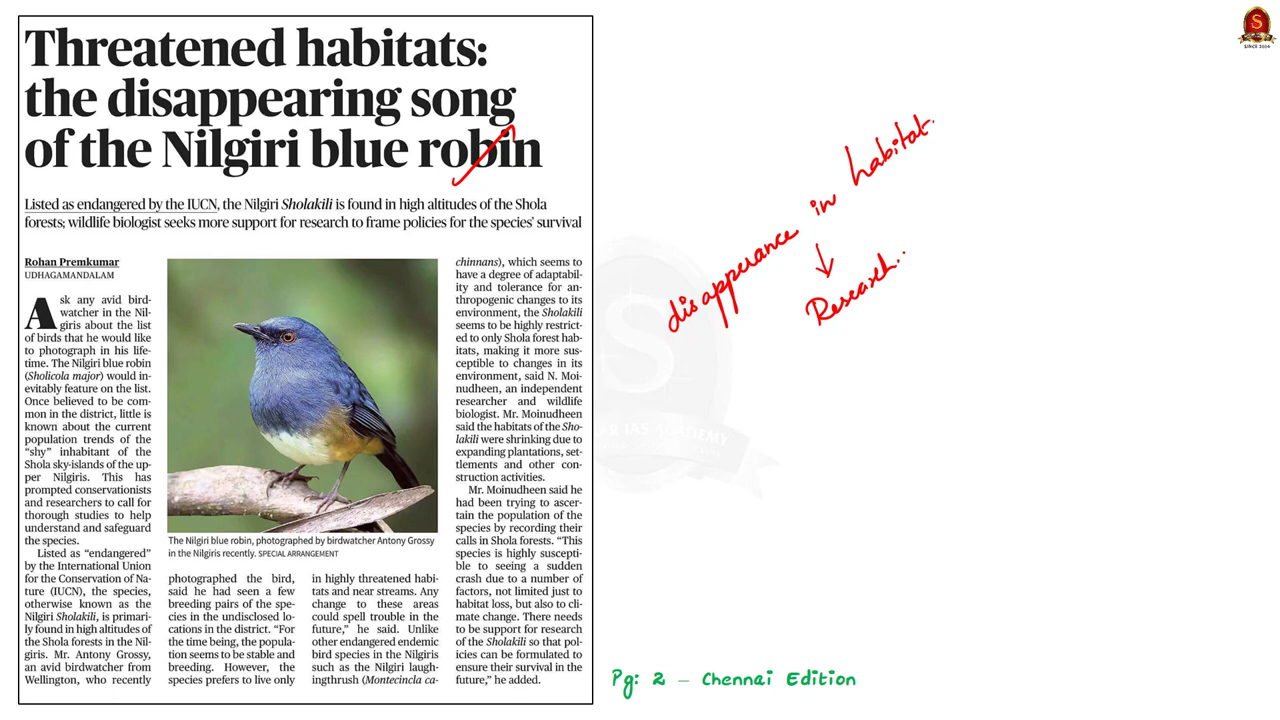 Threatened habitats:
the disappearing song
of the Nilgiri blue robin
Listed as endangered by the IUCN, the Nilgiri Sholakili is found in high altitudes of the Shola
forests; wildlife biologist seeks more support for research to frame policies for the species' survival
Rohan Premkumar
UDHAGAMANDALAM
Ask any avid bird-
watcher in the Nil-
giris about the list
of birds that he would like
to photograph in his life-
time. The Nilgiri blue robin
(Sholicola major) would in-
evitably feature on the list.
Once believed to be com-
mon in the district, little is
known about the current
population trends of the
"shy" inhabitant of the
Shola sky-islands of the up-
per Nilgiris. This has
prompted conservationists
and researchers to call for
thorough studies to help
understand and safeguard
the species.
Listed as "endangered"
by the International Union
for the Conservation of Na-
ture (IUCN), the species,
otherwise known as the
Nilgiri Sholakili, is primari-
ly found in high altitudes of
the Shola forests in the Nil-
giris. Mr. Antony Grossy,
an avid birdwatcher from
Wellington, who recently
The Nilgiri blue robin, photographed by birdwatcher Antony Grossy
in the Nilgiris recently. SPECIAL ARRANGEMENT
photographed the bird,
said he had seen a few
breeding pairs of the spe-
cies in the undisclosed lo-
cations in the district. "For
the time being, the popula-
tion seems to be stable and
breeding. However, the
species prefers to live only
in highly threatened habi-
tats and near streams. Any
change to these areas
could spell trouble in the
future," he said. Unlike
other endangered endemic
bird species in the Nilgiris
such as the Nilgiri laugh-
ingthrush (Montecincla ca-
chinnans), which seems to
have a degree of adaptabil-
ity and tolerance for an-
thropogenic changes to its
environment, the Sholakili
seems to be highly restrict-
ed to only Shola forest hab-
itats, making it more sus-
ceptible to changes in its
environment, said N. Moi-
nudheen, an independent
researcher and wildlife
biologist. Mr. Moinudheen
said the habitats of the Sho-
lakili were shrinking due to
expanding plantations, set-
tlements and other con-
struction activities.
Mr. Moinudheen said he
had been trying to ascer-
tain the population of the
species by recording their
calls in Shola forests. "This
species is highly suscepti-
ble to seeing a sudden
crash due to a number of
factors, not limited just to
habitat loss, but also to cli-
mate change. There needs
to be support for research
of the Sholakili so that pol-
icies can be formulated to
ensure their survival in the
future," he added.
disapperance in habitat.
Research..
Pg: 2 – Chennai Edition
S
SINCE 2004
S
IAS ACADEMY